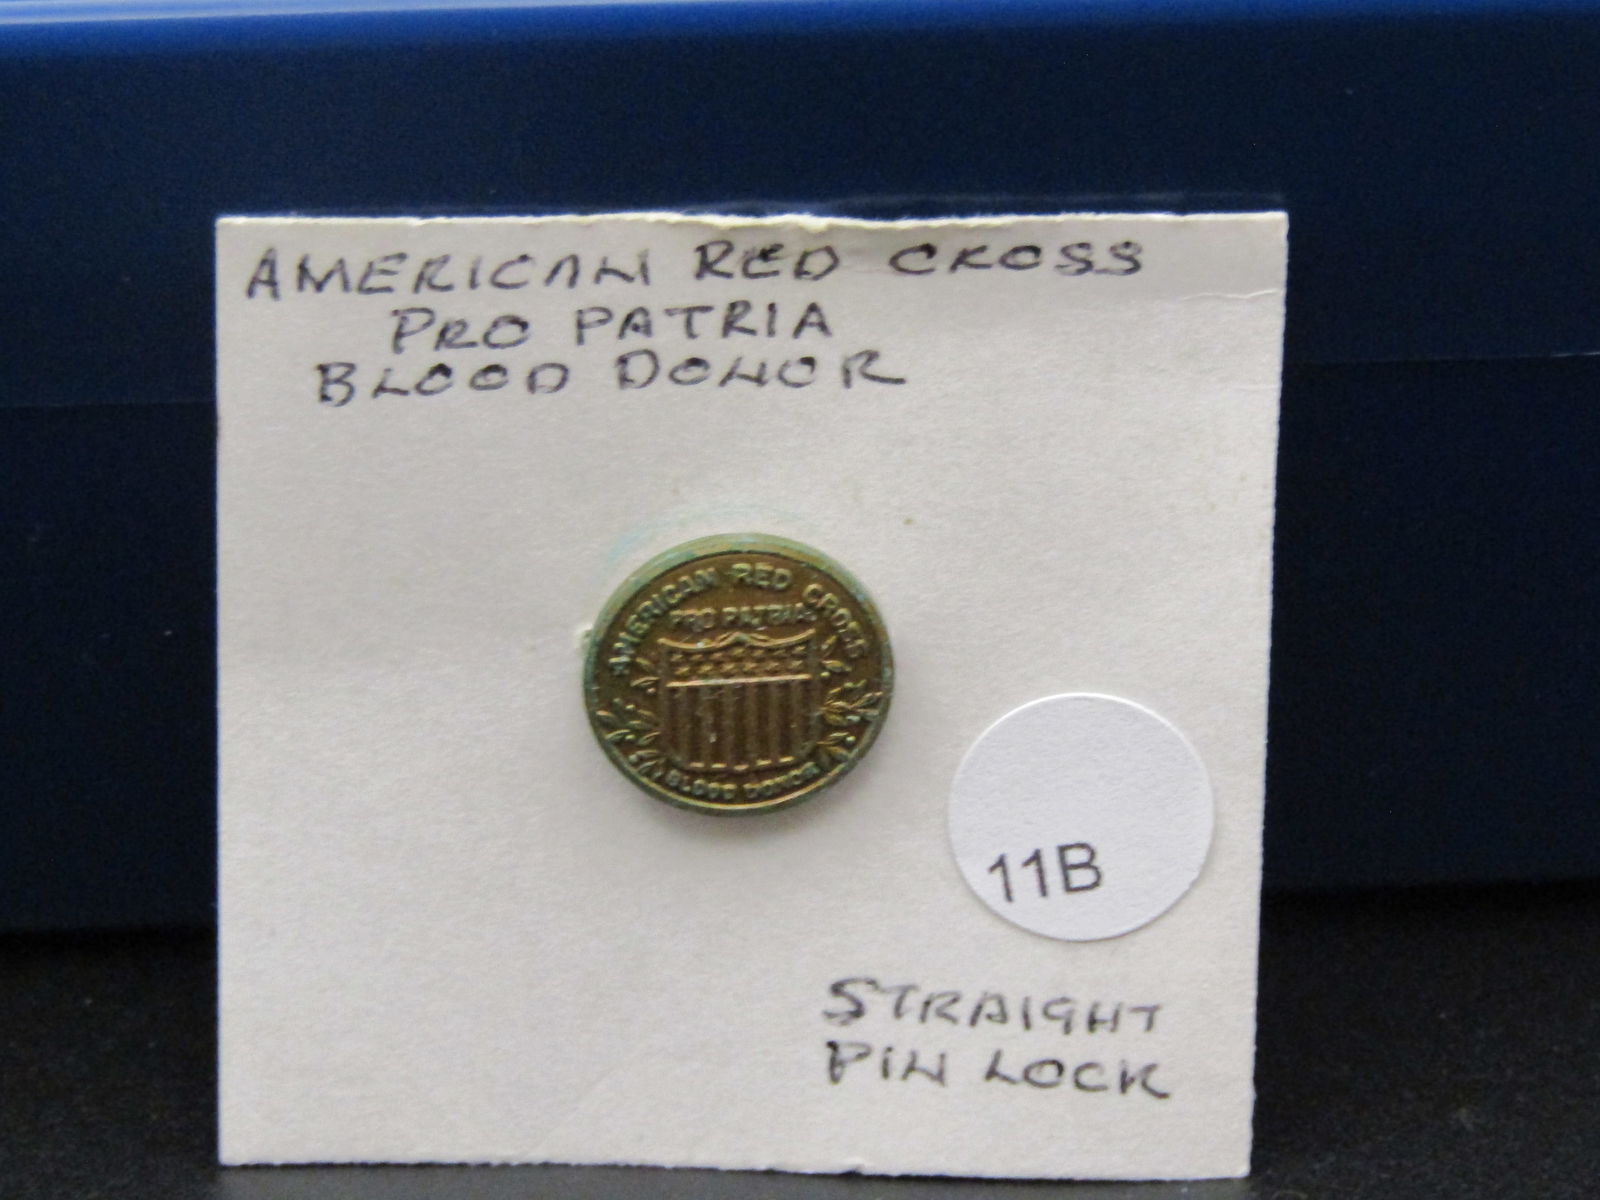 AMERICAN RED CROSS
PRO PATRIA
BLOOD DONOR
AMERICAN RED CROSS
PRO PATRIA
BLOOD DONOR
11B
STRAIGHT
PIN LOCK